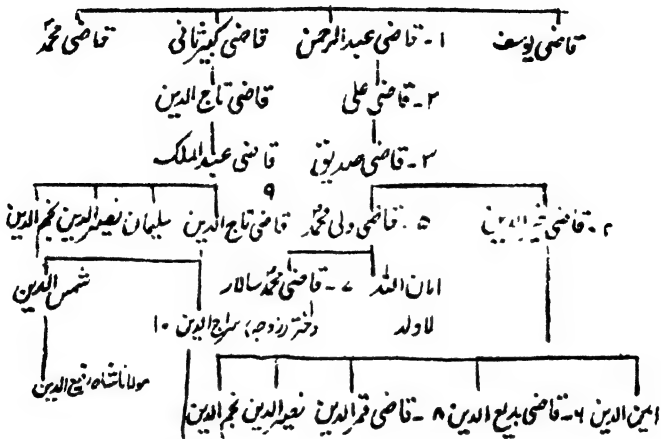 قاضی یوسف ۱۔ قاضی عبدالرحمن قاضی کبیر ثانی قاضی محمدؐ
۲۔ قاضی علی قاضی تاج الدین
۳۔ قاضی صدیق قاضی عبدالملک
۹
۴۔ قاضی الدین ۵۔ قاضی ولی محمدؐ قاضی تاج الدین سلیمان نصیرالدین نجم الدین
امان اللہ ۷۔ قاضی محمدؐ سالار شمس الدین
لاولد دختر (زوجہ) سراج الدین ۱۰
مولانا شاہ رفیع الدین
امین الدین ۶۔ قاضی بدیع الدین ۸۔ قاضی قمر الدین نصیرالدین نجم الدین